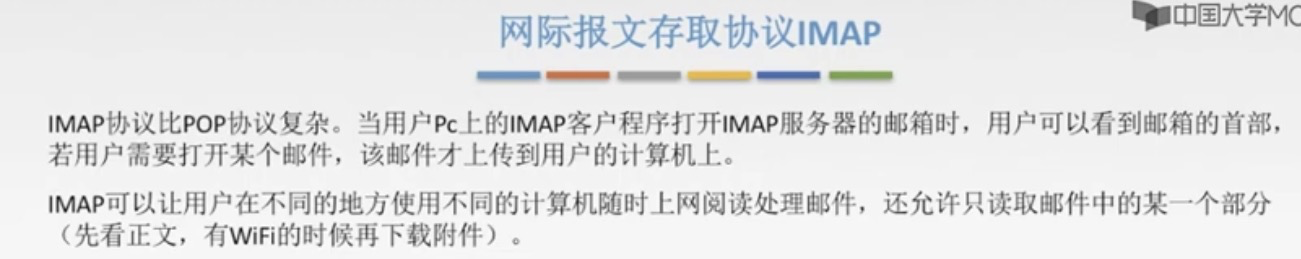 中国大学MO
网际报文存取协议IMAP
IMAP协议比POP协议复杂。当用户Pc上的IMAP客户程序打开IMAP服务器的邮箱时，用户可以看到邮箱的首部，
若用户需要打开某个邮件，该邮件才上传到用户的计算机上。
IMAP可以让用户在不同的地方使用不同的计算机随时上网阅读处理邮件，还允许只读取邮件中的某一个部分
（先看正文，有WiFi的时候再下载附件）。